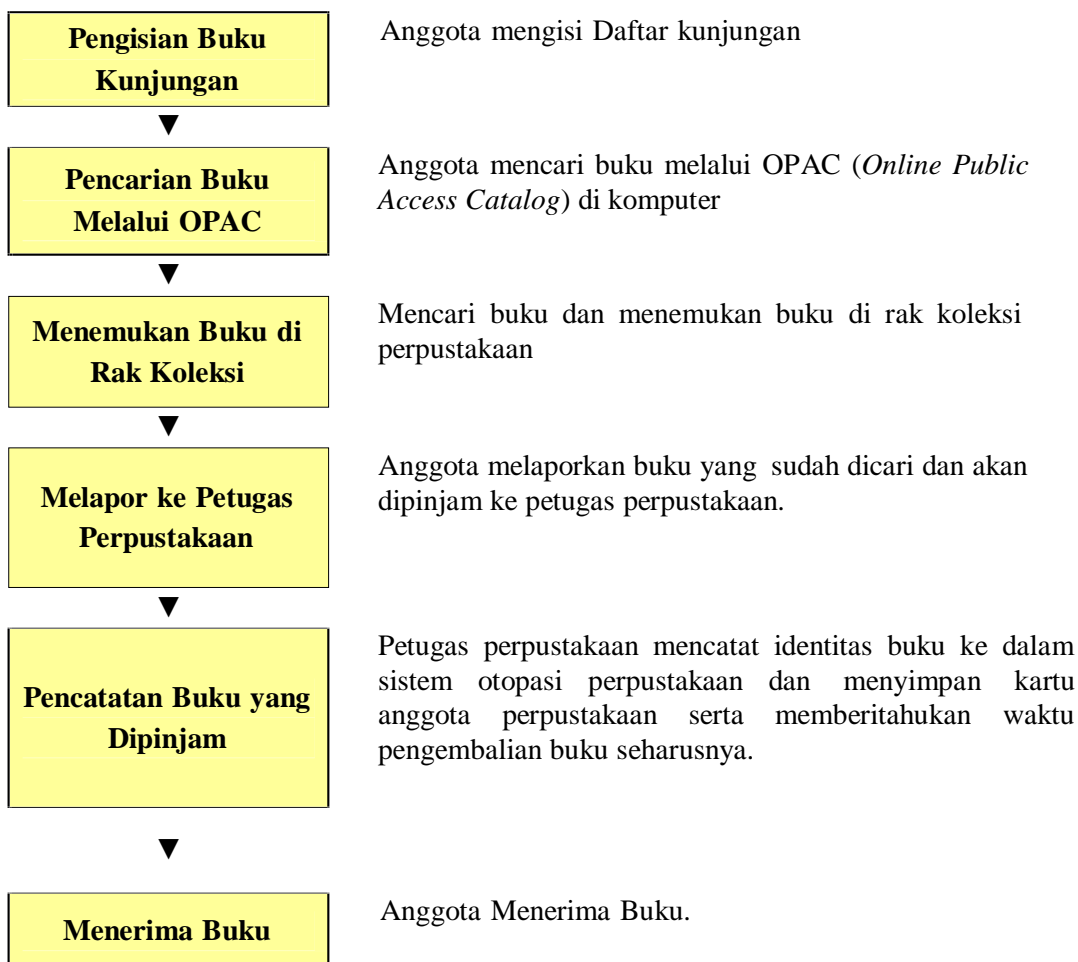 Pengisian Buku
Kunjungan
Anggota mengisi Daftar kunjungan
▼
Pencarian Buku
Melalui OPAC
Anggota mencari buku melalui OPAC (Online Public
Access Catalog) di komputer
▼
Menemukan Buku di
Rak Koleksi
Mencari buku dan menemukan buku di rak koleksi
perpustakaan
▼
Melapor ke Petugas
Perpustakaan
Anggota melaporkan buku yang sudah dicari dan akan
dipinjam ke petugas perpustakaan.
▼
Pencatatan Buku yang
Dipinjam
Petugas perpustakaan mencatat identitas buku ke dalam
sistem otopasi perpustakaan dan menyimpan kartu
anggota perpustakaan serta memberitahukan waktu
pengembalian buku seharusnya.
▼
Menerima Buku
Anggota Menerima Buku.